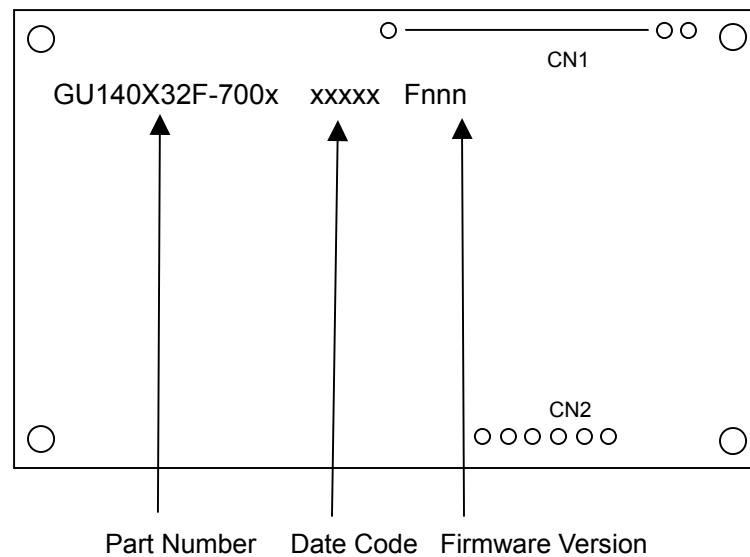 CN1
GU140X32F-700x xxxxx Fnnn
CN2
Part Number Date Code Firmware Version